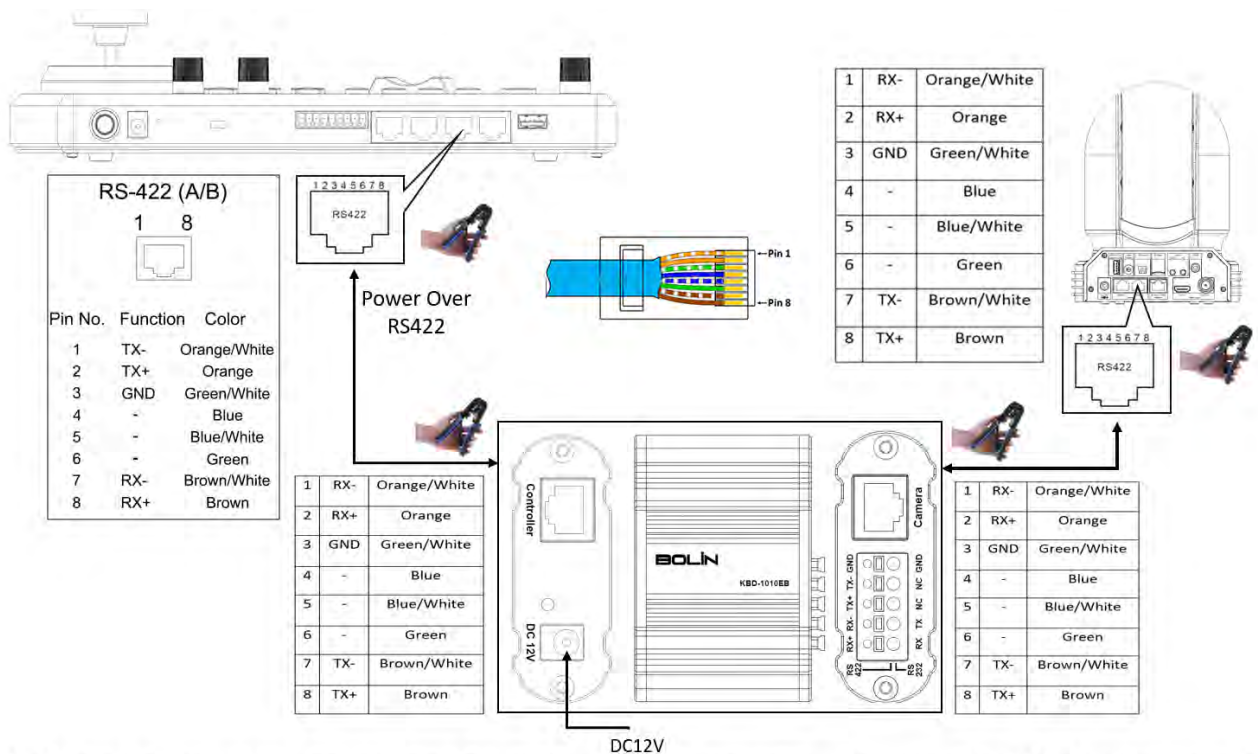 RS-422 (A/B)
1 8
Pin No. Function Color
1 TX- Orange/White
2 TX+ Orange
3 GND Green/White
4 - Blue
5 - Blue/White
6 - Green
7 RX- Brown/White
8 RX+ Brown
1 2 3 4 5 6 7 8
RS422
Power Over
RS422
Pin 1
Pin 8
1 RX- Orange/White
2 RX+ Orange
3 GND Green/White
4 - Blue
5 - Blue/White
6 - Green
7 TX- Brown/White
8 TX+ Brown
1 2 3 4 5 6 7 8
RS422
1 RX- Orange/White
2 RX+ Orange
3 GND Green/White
4 - Blue
5 - Blue/White
6 - Green
7 TX- Brown/White
8 TX+ Brown
Controller
DC 12V
BOLIN
KBD-1010EB
Camera
GND GND
TX- NC
TX+ NC
RX- TX
RX+ RX
RS 422
RS 232
1 RX- Orange/White
2 RX+ Orange
3 GND Green/White
4 - Blue
5 - Blue/White
6 - Green
7 TX- Brown/White
8 TX+ Brown
DC12V